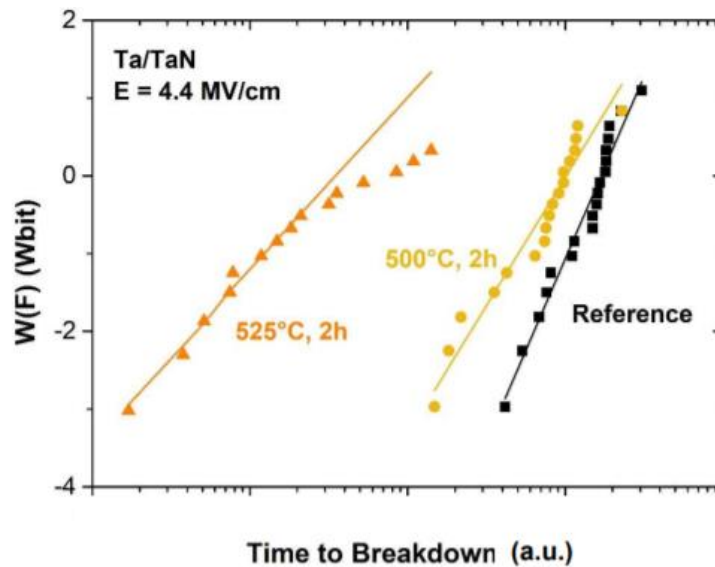 2
Ta/TaN
E = 4.4 MV/cm
0
W(F) (Wbit)
500°C, 2h
Reference
525°C, 2h
-2
-4
Time to Breakdown (a.u.)